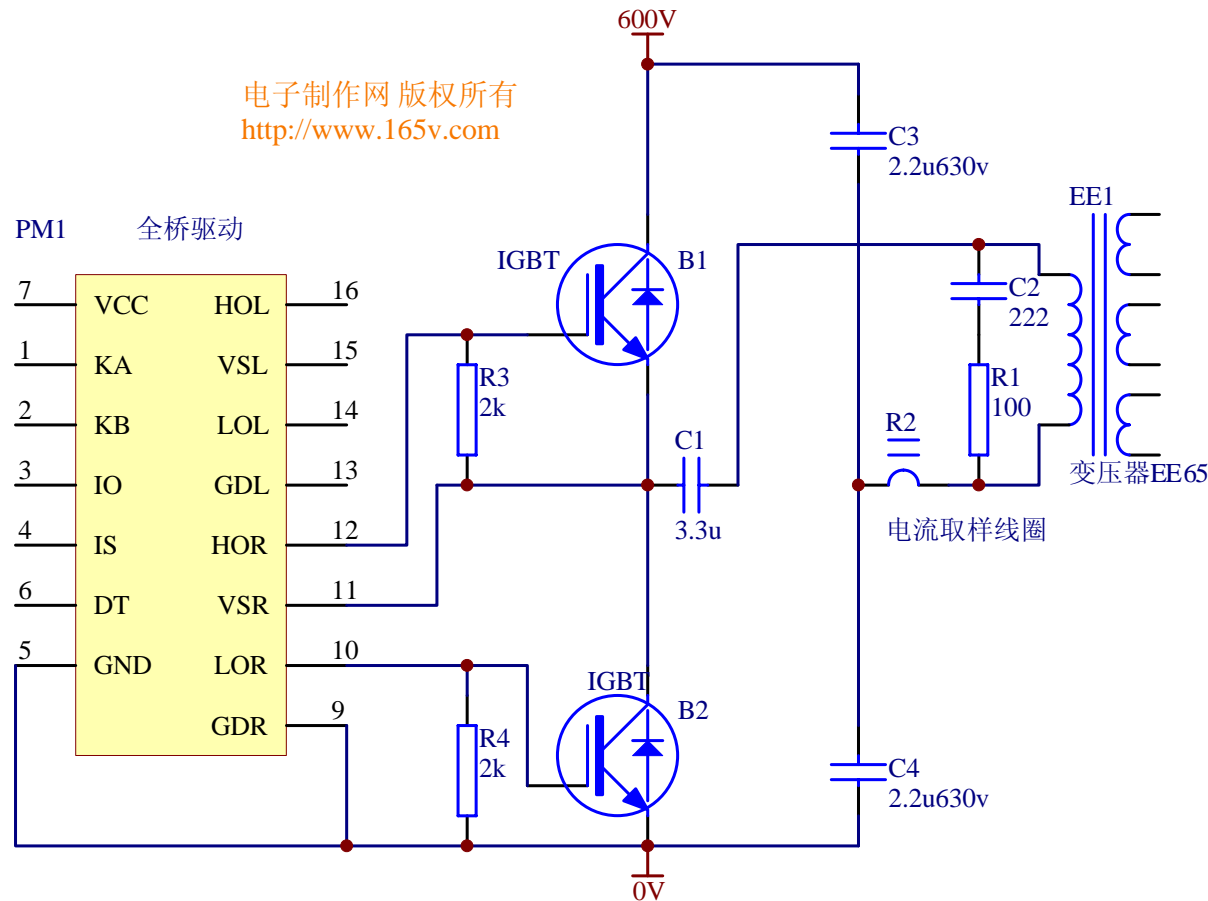 600V
电子制作网 版权所有
http://www.165v.com
C3
2.2u630v
EE1
PM1 全桥驱动
IGBT B1
7 VCC HOL 16
C2
222
1 KA VSL 15
R3
2k
R1
100
2 KB LOL 14
R2
C1
3.3u
3 IO GDL 13
变压器EE65
4 IS HOR 12
电流取样线圈
6 DT VSR 11
5 GND LOR 10
IGBT B2
GDR 9
R4
2k
C4
2.2u630v
0V